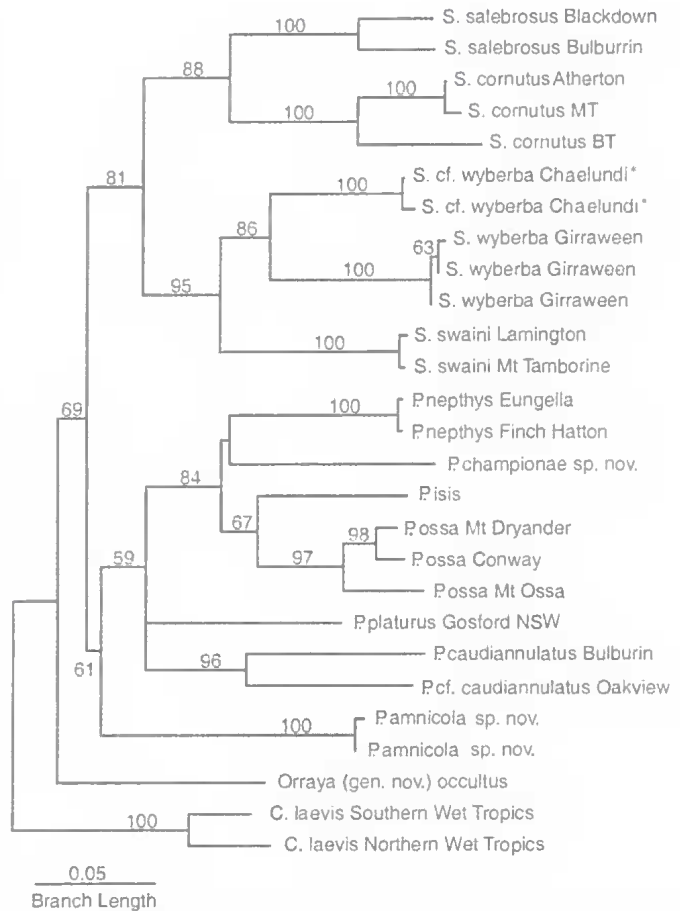 100
S. salebrosus Blackdown
S. salebrosus Bulburrin
88
100
100
S. cornutus Atherton
S. cornutus MT
S. cornutus BT
81
100
S. cf. wyberba Chaelundi*
S. cf. wyberba Chaelundi*
86
63
S. wyberba Girraween
S. wyberba Girraween
100
S. wyberba Girraween
95
S. swaini Lamington
100
S. swaini Mt Tamborine
69
100
P.nepthys Eungella
P.nepthys Finch Hatton
P.championae sp. nov.
84
P.isis
67
98
P.ossa Mt Dryander
P.ossa Conway
97
P.ossa Mt Ossa
59
P.platurus Gosford NSW
96
P.caudiannulatus Bulburin
P.cf. caudiannulatus Oakview
61
100
P.amnicola sp. nov.
P.amnicola sp. nov.
Orraya (gen. nov.) occultus
C. laevis Southern Wet Tropics
100
C. laevis Northern Wet Tropics
0.05
Branch Length